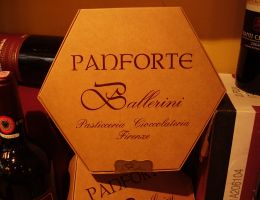 PANFORTE
Ballerini
Pasticceria Cioccolateria
Firenze
PANFORTE